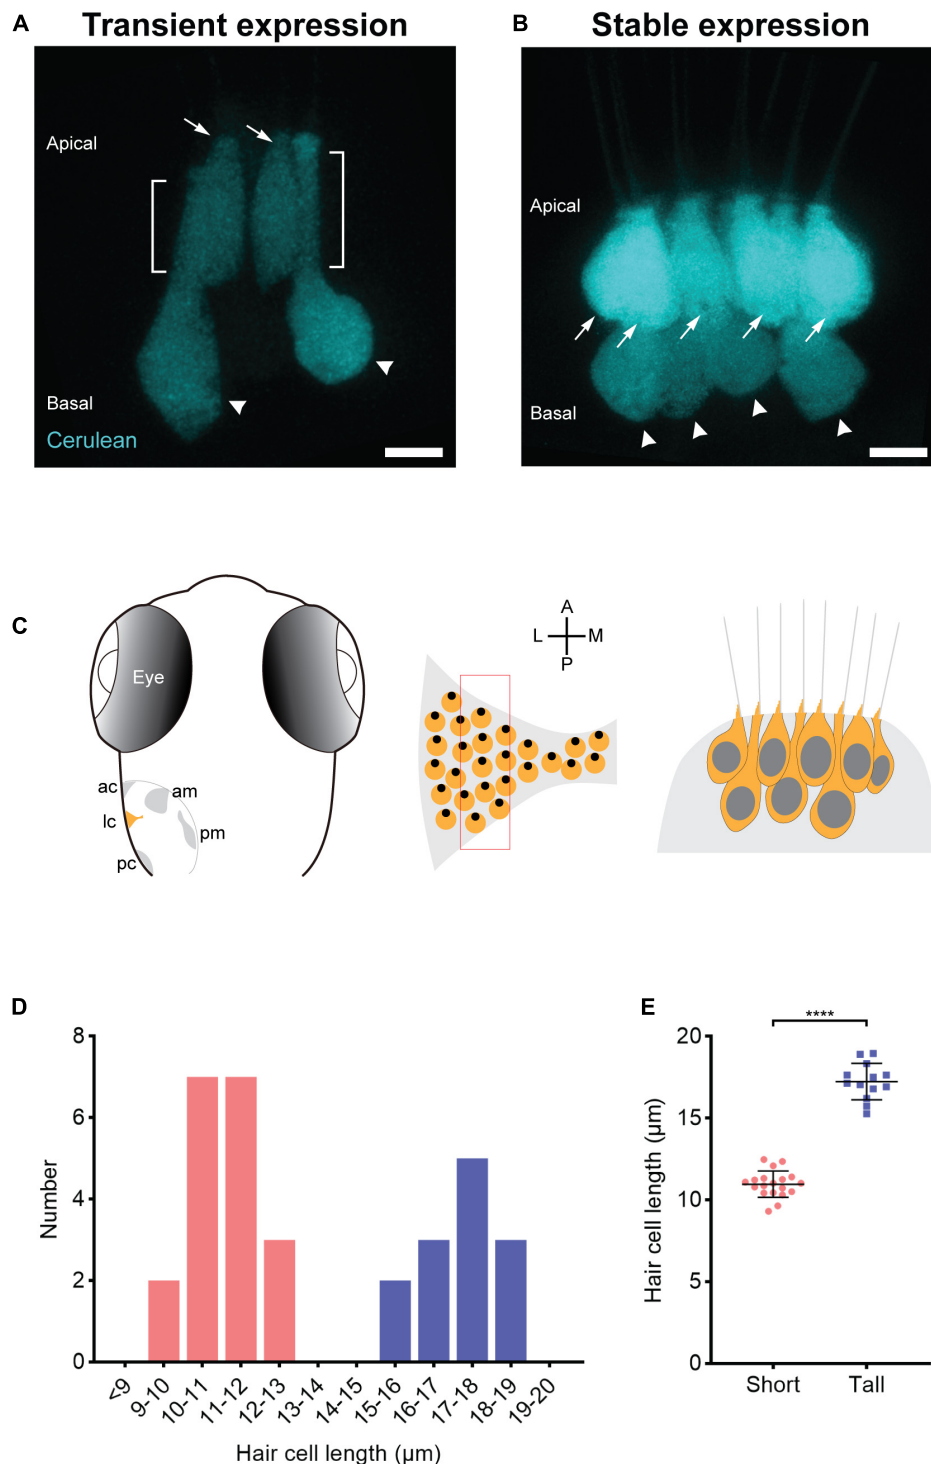 A Transient expression
B Stable expression
Apical
Basal
Cerulean
Apical
Basal
C
Eye
ac
am
lc
pm
pc
A
L M
P
D
8
6
4
2
0
Number
<9 9-10 10-11 11-12 12-13 13-14 14-15 15-16 16-17 17-18 18-19 19-20
Hair cell length (µm)
E
****
20
15
10
5
0
Hair cell length (µm)
Short Tall